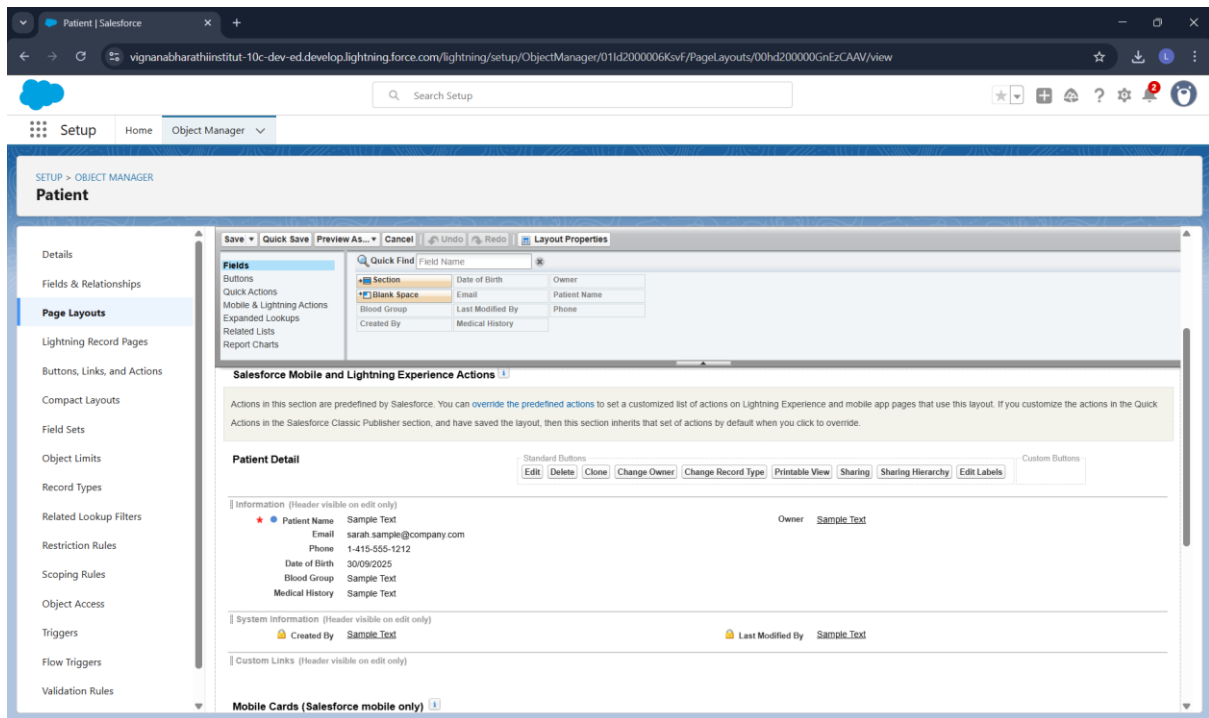 Patient | Salesforce
vignanabharathiinstitut-10c-dev-ed.develop.lightning.force.com/lightning/setup/ObjectManager/01Id2000006KsvF/PageLayouts/00hd200000GnEzCAAV/view
L
Search Setup
2
Setup Home Object Manager
SETUP > OBJECT MANAGER
Patient
Details
Fields & Relationships
Page Layouts
Lightning Record Pages
Buttons, Links, and Actions
Compact Layouts
Field Sets
Object Limits
Record Types
Related Lookup Filters
Restriction Rules
Scoping Rules
Object Access
Triggers
Flow Triggers
Validation Rules
Save Quick Save Preview As... Cancel Undo Redo Layout Properties
Fields
Buttons
Quick Actions
Mobile & Lightning Actions
Expanded Lookups
Related Lists
Report Charts
Quick Find Field Name
Section Date of Birth Owner
Blank Space Email Patient Name
Blood Group Last Modified By Phone
Created By Medical History
Salesforce Mobile and Lightning Experience Actions i
Actions in this section are predefined by Salesforce. You can override the predefined actions to set a customized list of actions on Lightning Experience and mobile app pages that use this layout. If you customize the actions in the Quick
Actions in the Salesforce Classic Publisher section, and have saved the layout, then this section inherits that set of actions by default when you click to override.
Patient Detail
Standard Buttons
Edit Delete Clone Change Owner Change Record Type Printable View Sharing Sharing Hierarchy Edit Labels
Custom Buttons
Information (Header visible on edit only)
* Patient Name Sample Text Owner Sample Text
Email sarah.sample@company.com
Phone 1-415-555-1212
Date of Birth 30/09/2025
Blood Group Sample Text
Medical History Sample Text
System Information (Header visible on edit only)
Created By Sample Text Last Modified By Sample Text
Custom Links (Header visible on edit only)
Mobile Cards (Salesforce mobile only) i